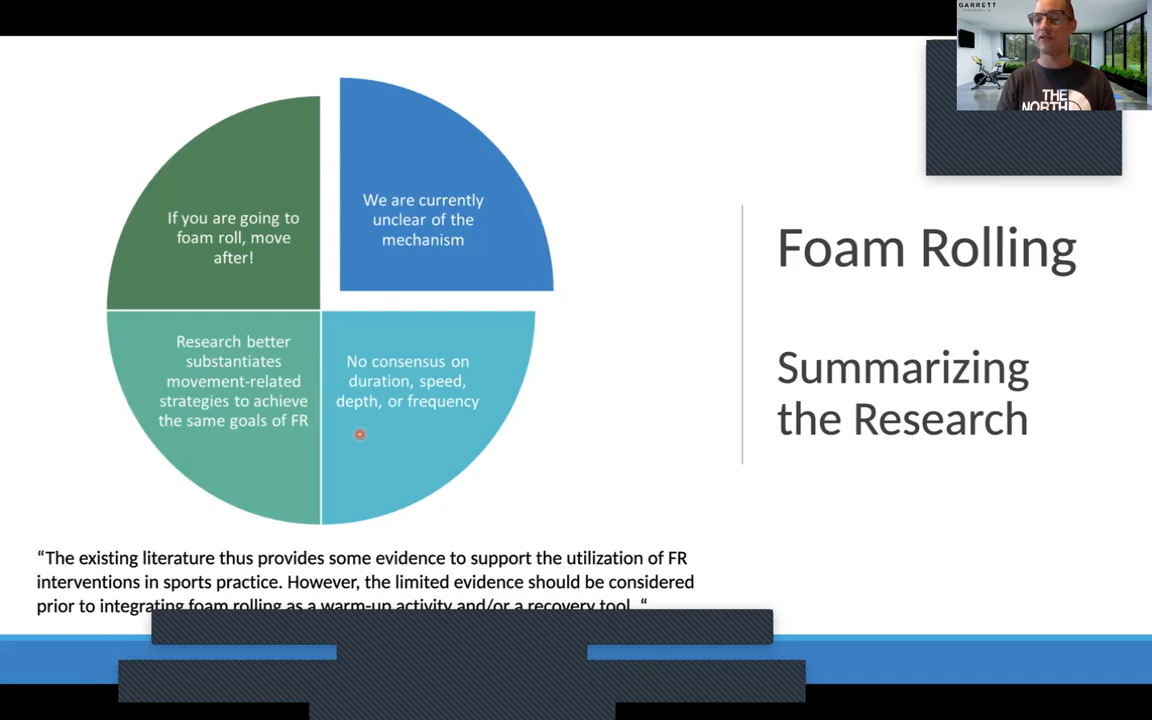 GARRETT
THE
NORTH
If you are going to
foam roll, move
after!
We are currently
unclear of the
mechanism
Research better
substantiates
movement-related
strategies to achieve
the same goals of FR
No consensus on
duration, speed,
depth, or frequency
Foam Rolling
Summarizing
the Research
“The existing literature thus provides some evidence to support the utilization of FR
interventions in sports practice. However, the limited evidence should be considered
prior to integrating foam rolling as a warm-up activity and/or a recovery tool. “